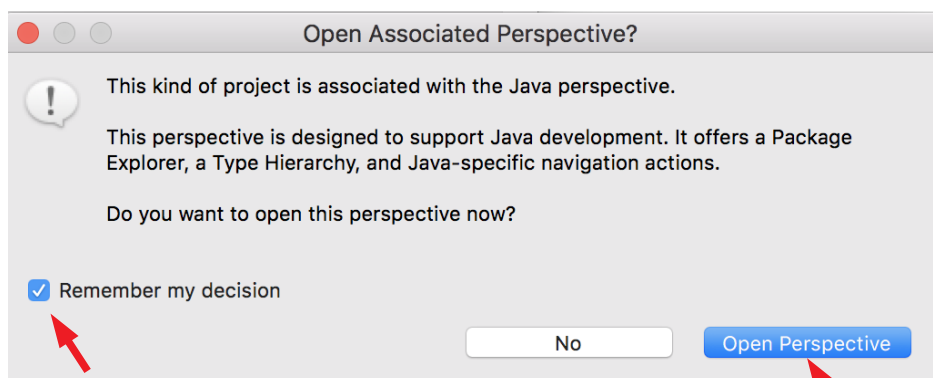 Open Associated Perspective?
This kind of project is associated with the Java perspective.
This perspective is designed to support Java development. It offers a Package
Explorer, a Type Hierarchy, and Java-specific navigation actions.
Do you want to open this perspective now?
Remember my decision
No
Open Perspective